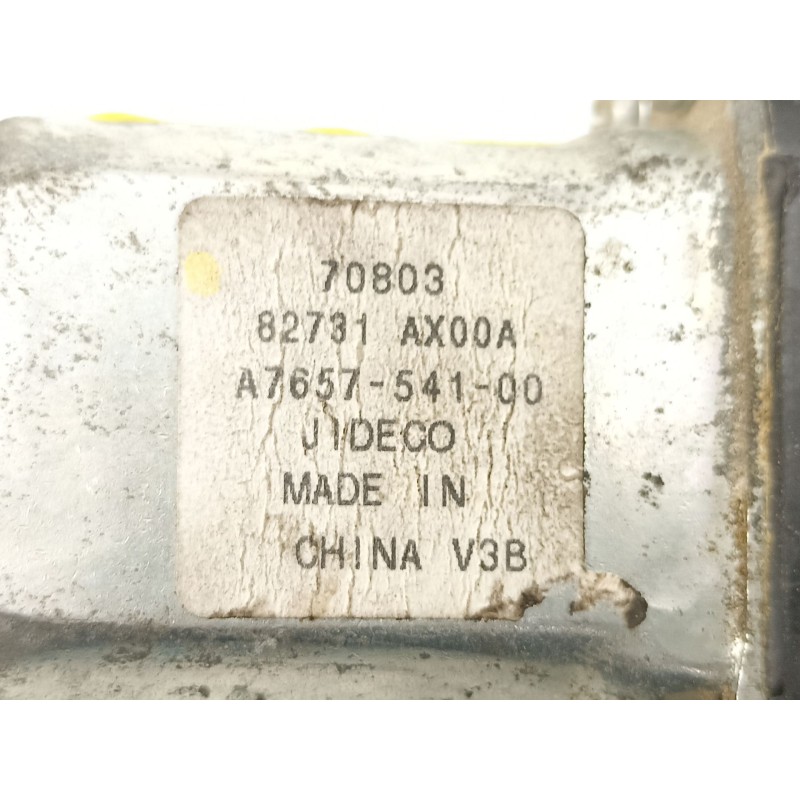 70803
82731 AX00A
A7657-541-00
JIDECO
MADE IN
CHINA V3B